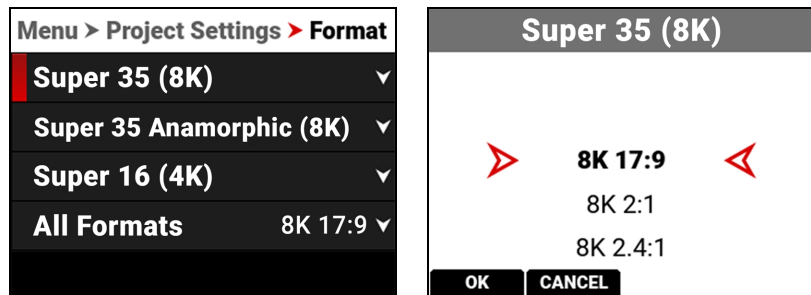 Menu > Project Settings > Format
Super 35 (8K)
Super 35 Anamorphic (8K)
Super 16 (4K)
All Formats 8K 17:9
Super 35 (8K)
8K 17:9
8K 2:1
8K 2.4:1
OK CANCEL